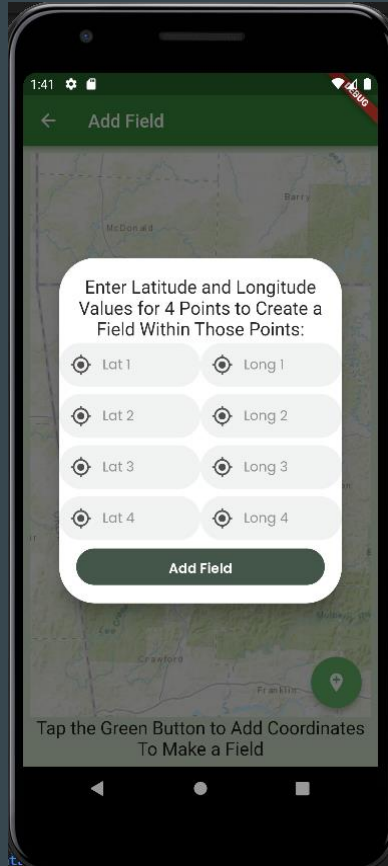 1:41
DEBUG
Add Field
Barry
McDonald
Enter Latitude and Longitude
Values for 4 Points to Create a
Field Within Those Points:
Lat 1 Long 1
Lat 2 Long 2
Lat 3 Long 3
Lat 4 Long 4
Add Field
Crawford
Franklin
Tap the Green Button to Add Coordinates
To Make a Field